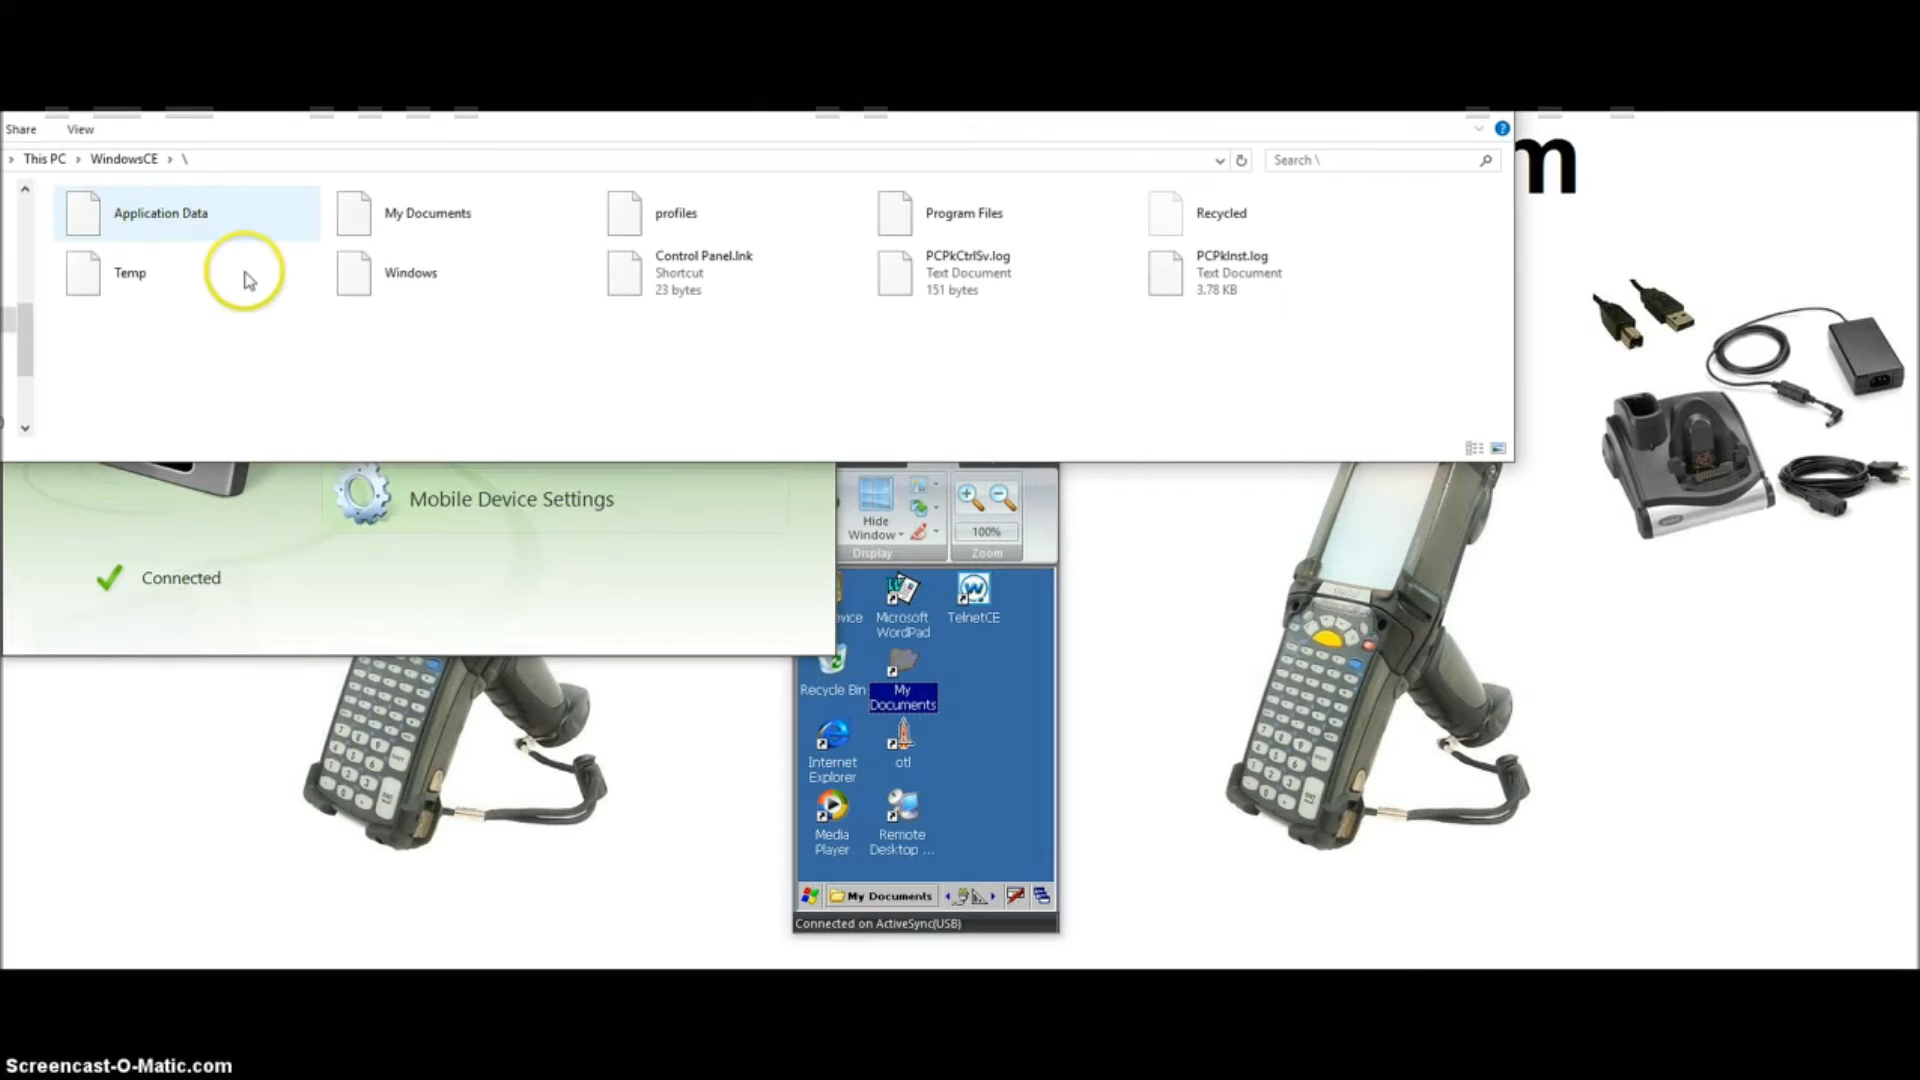 Share View
This PC > WindowsCE > \
Search \
m
Application Data
My Documents
profiles
Program Files
Recycled
Temp
Windows
Control Panel.lnk
Shortcut
23 bytes
PCPkCtrlSv.log
Text Document
151 bytes
PCPkInst.log
Text Document
3.78 KB
Mobile Device Settings
Connected
Hide
Window
Display
100%
Zoom
vice
Microsoft
WordPad
TelnetCE
Recycle Bin
My
Documents
Internet
Explorer
otl
Media
Player
Remote
Desktop ...
My Documents
Connected on ActiveSync(USB)
Screencast-O-Matic.com